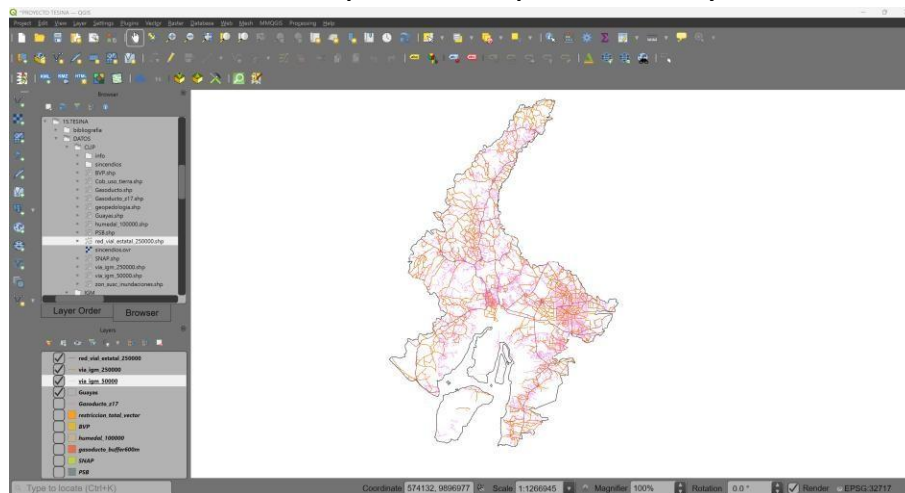 *PROYECTO TESINA — QGIS
Project Edit View Layer Settings Plugins Vector Raster Database Web Mesh MMQGIS Processing Help
Browser
YS.TESINA
bibliografia
DATOS
CLIP
info
sincendios
BVP.shp
Cob_uso_tierra.shp
Gasoducto.shp
Gasoducto_z17.shp
geopedologia.shp
Guayas.shp
humedal_100000.shp
PSB.shp
red_vial_estatal_250000.shp
sincendios.ovr
SNAP.shp
via_igm_250000.shp
via_igm_50000.shp
zon_susc_inundaciones.shp
IGM
Layer Order Browser
Layers
red_vial_estatal_250000
via_igm_250000
via_igm_50000
Guayas
Gasoducto_z17
restriccion_total_vector
BVP
humedal_100000
gasoducto_buffer600m
SNAP
PSB
Type to locate (Ctrl+K) Coordinate 574132, 9896977 Scale 1:1266945 Magnifier 100% Rotation 0.0 ° Render EPSG:32717